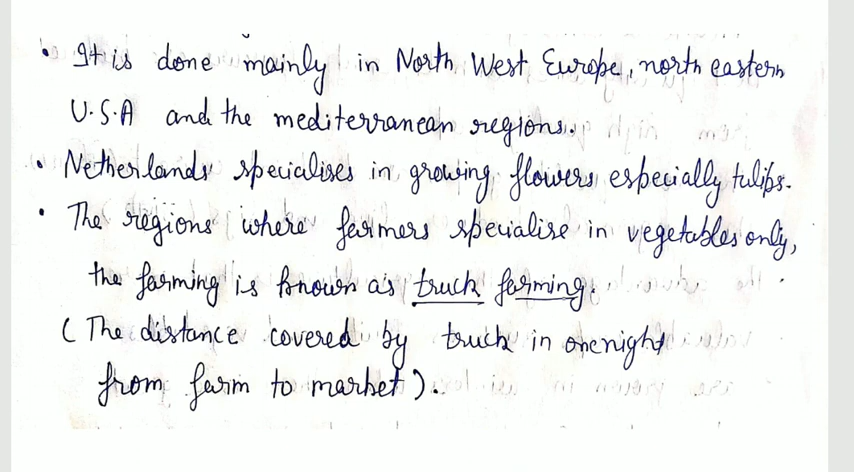 • It is done mainly in North West Europe, north eastern
U.S.A and the mediterranean regions.
• Netherlands specialises in growing flowers especially tulips.
• The regions where farmers specialise in vegetables only,
the farming is known as truck farming.
( The distance covered by truck in onenight
from farm to market ).